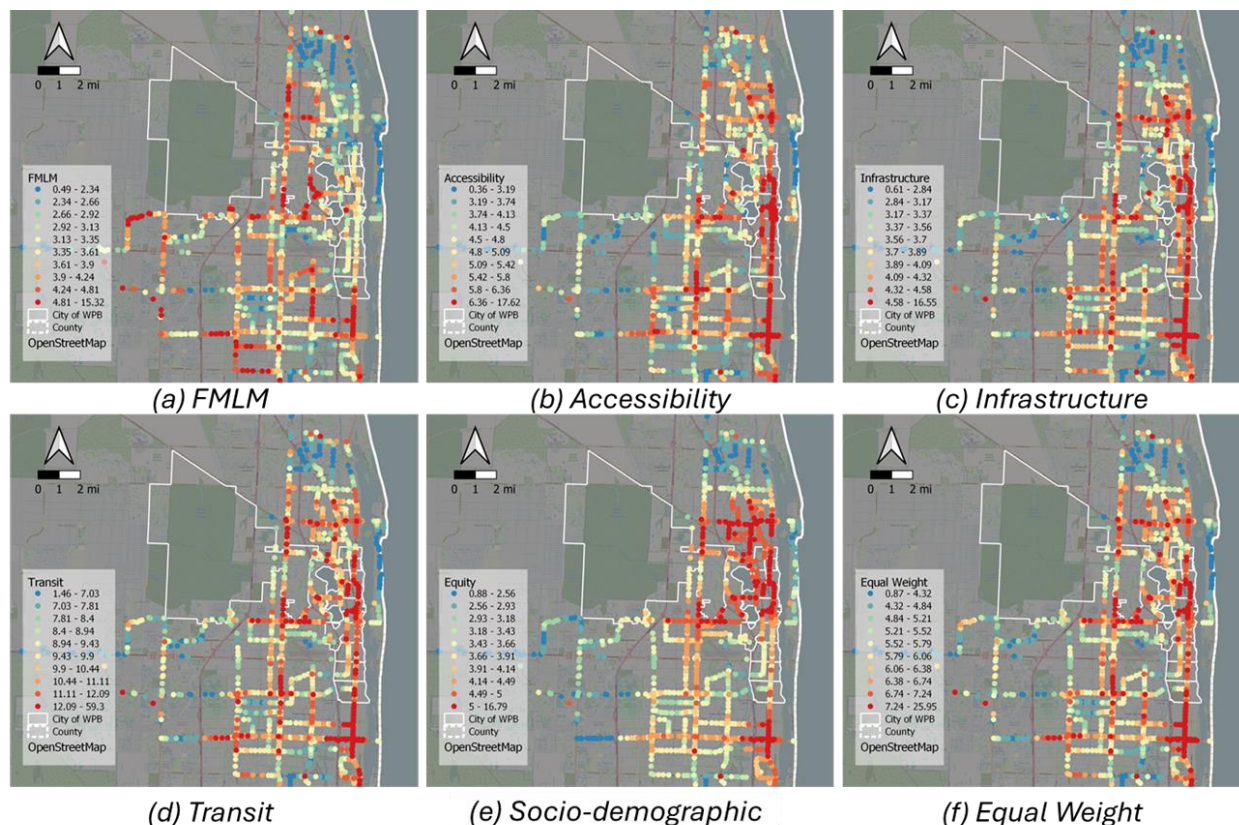 0 1 2 mi
FMLM
0.49 - 2.34
2.34 - 2.66
2.66 - 2.92
2.92 - 3.13
3.13 - 3.35
3.35 - 3.61
3.61 - 3.9
3.9 - 4.24
4.24 - 4.81
4.81 - 15.32
City of WPB
County
OpenStreetMap
(a) FMLM
0 1 2 mi
Accessibility
0.36 - 3.19
3.19 - 3.74
3.74 - 4.13
4.13 - 4.5
4.5 - 4.8
4.8 - 5.09
5.09 - 5.42
5.42 - 5.8
5.8 - 6.36
6.36 - 17.62
City of WPB
County
OpenStreetMap
(b) Accessibility
0 1 2 mi
Infrastructure
0.61 - 2.84
2.84 - 3.17
3.17 - 3.37
3.37 - 3.56
3.56 - 3.7
3.7 - 3.89
3.89 - 4.09
4.09 - 4.32
4.32 - 4.58
4.58 - 16.55
City of WPB
County
OpenStreetMap
(c) Infrastructure
0 1 2 mi
Transit
1.46 - 7.03
7.03 - 7.81
7.81 - 8.4
8.4 - 8.94
8.94 - 9.43
9.43 - 9.9
9.9 - 10.44
10.44 - 11.11
11.11 - 12.09
12.09 - 59.3
City of WPB
County
OpenStreetMap
(d) Transit
0 1 2 mi
Equity
0.88 - 2.56
2.56 - 2.93
2.93 - 3.18
3.18 - 3.43
3.43 - 3.66
3.66 - 3.91
3.91 - 4.14
4.14 - 4.49
4.49 - 5
5 - 16.79
City of WPB
County
OpenStreetMap
(e) Socio-demographic
0 1 2 mi
Equal Weight
0.87 - 4.32
4.32 - 4.84
4.84 - 5.21
5.21 - 5.52
5.52 - 5.79
5.79 - 6.06
6.06 - 6.38
6.38 - 6.74
6.74 - 7.24
7.24 - 25.95
City of WPB
County
OpenStreetMap
(f) Equal Weight